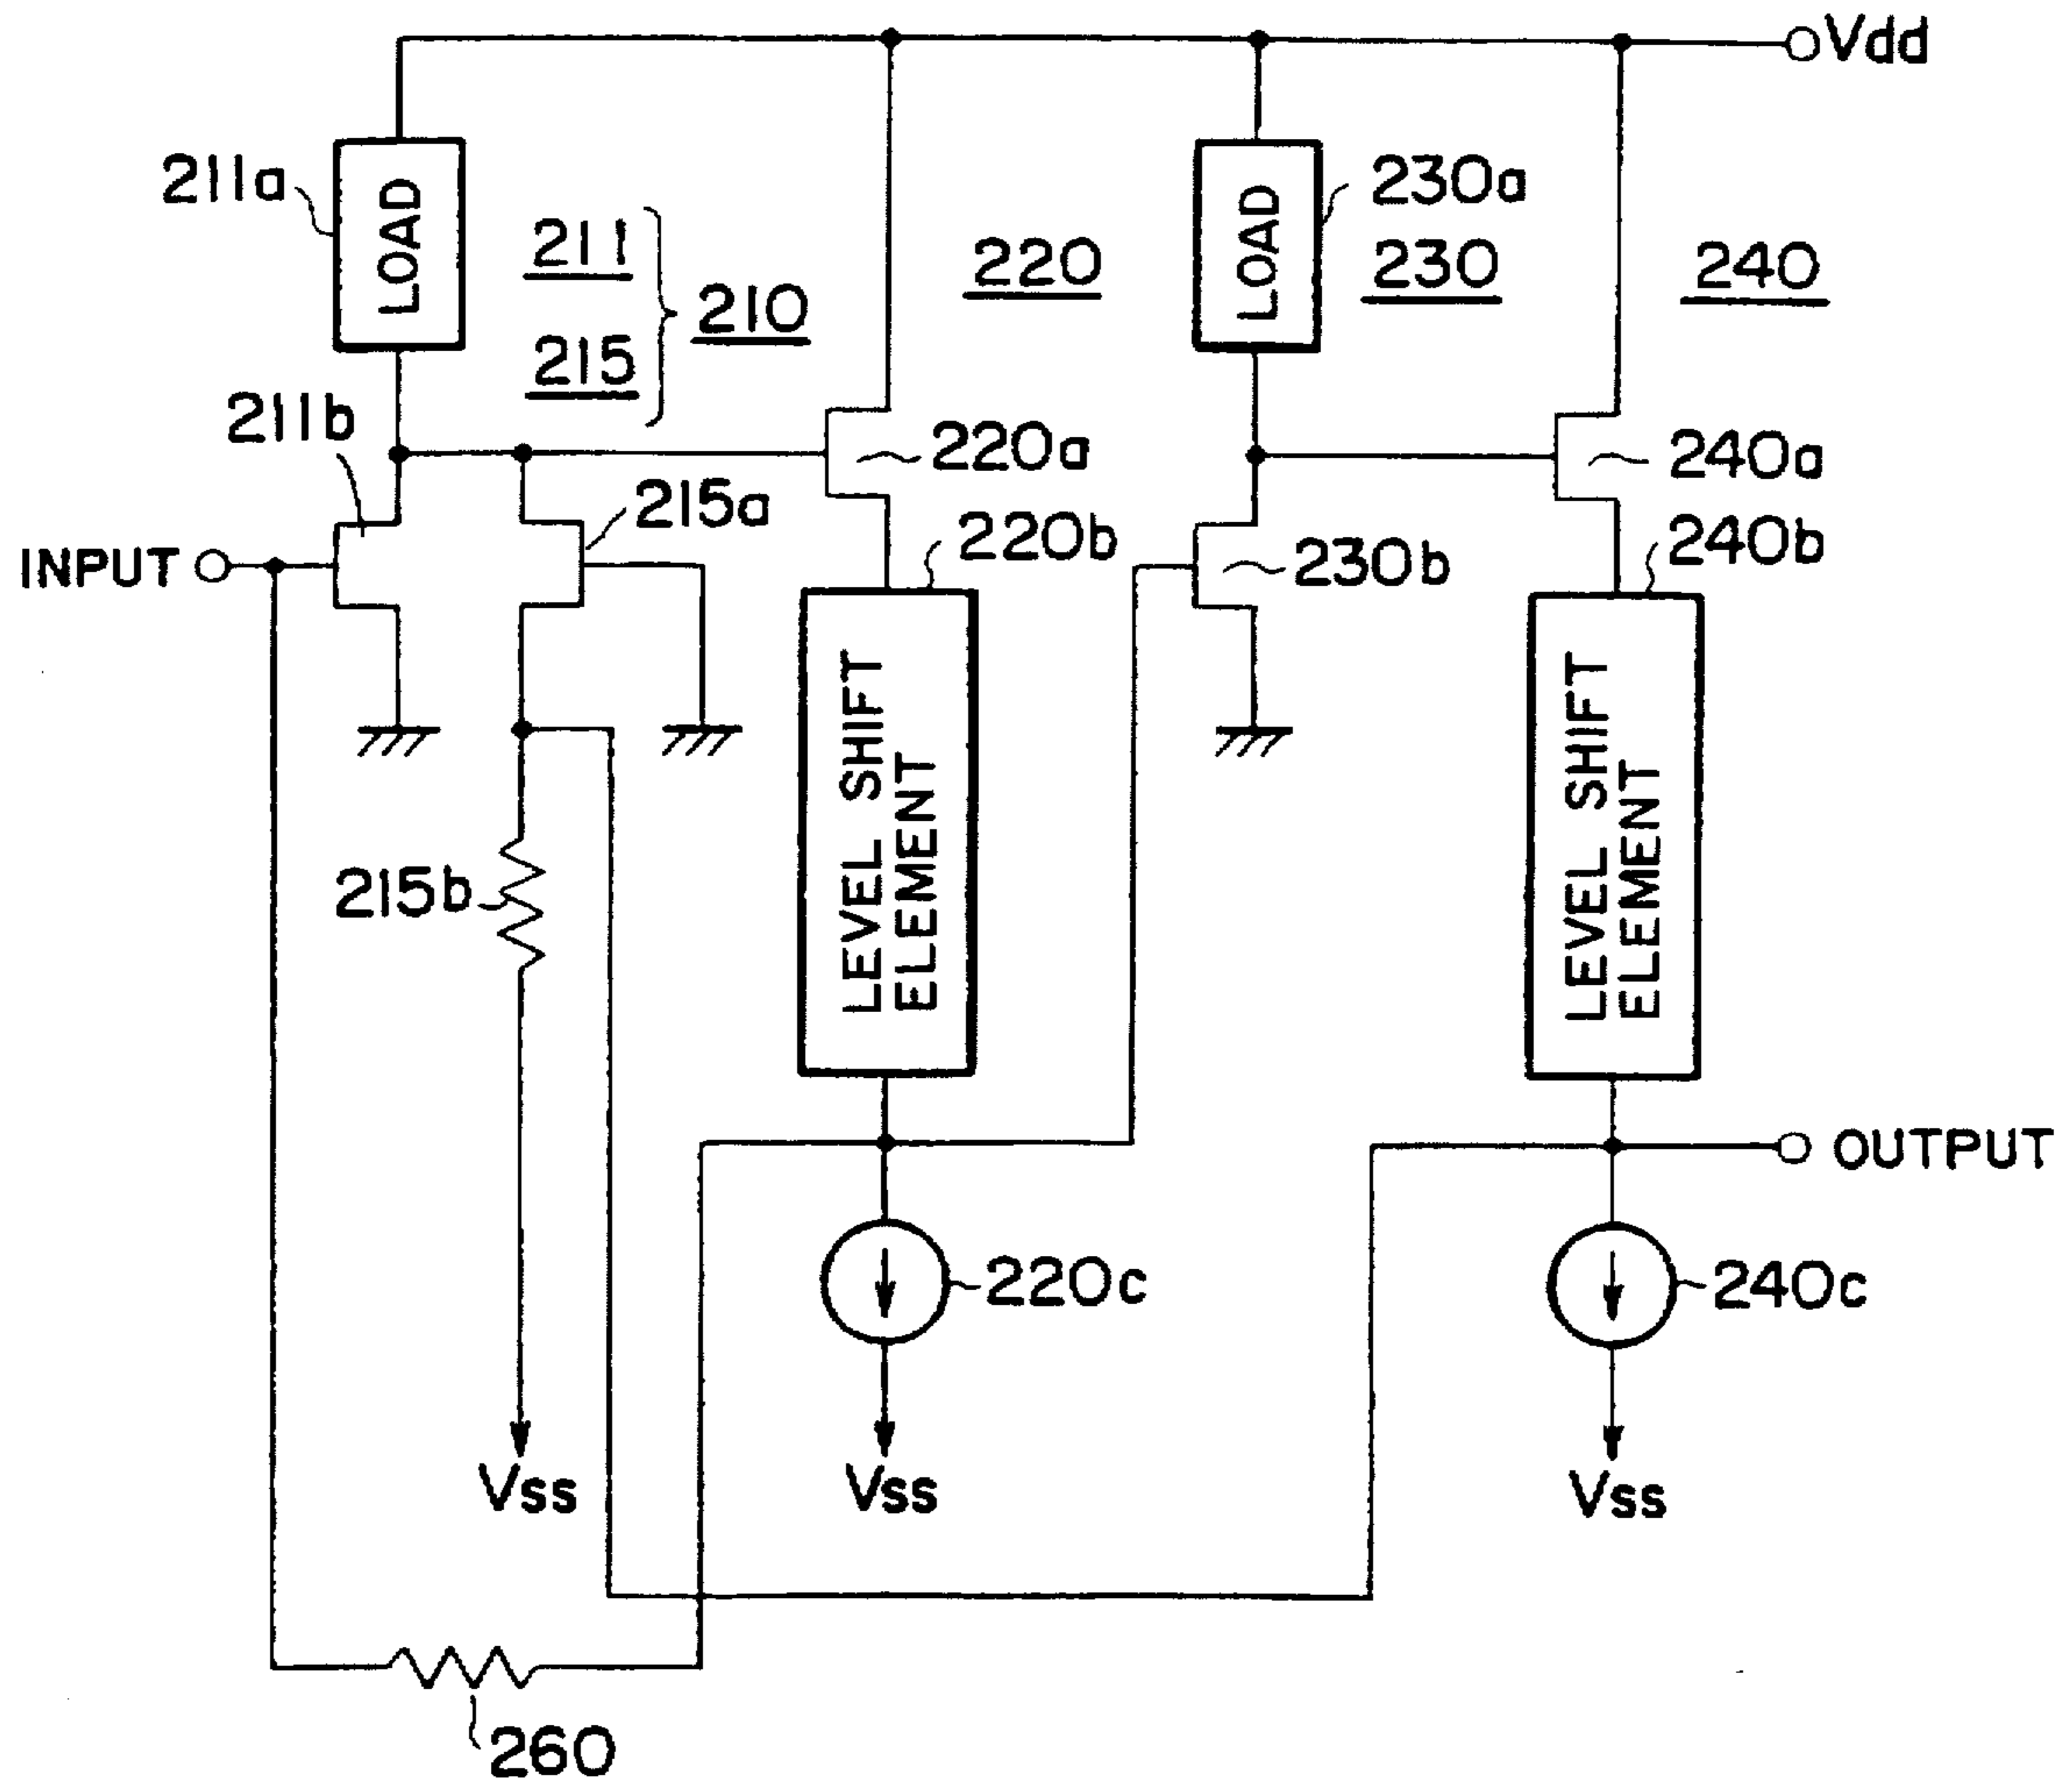 Vdd
211a
LOAD
211
215
210
220
LOAD
230a
230
240
211b
220a
240a
215a
220b
240b
INPUT
230b
LEVEL SHIFT
ELEMENT
LEVEL SHIFT
ELEMENT
215b
OUTPUT
220c
240c
Vss
Vss
Vss
260